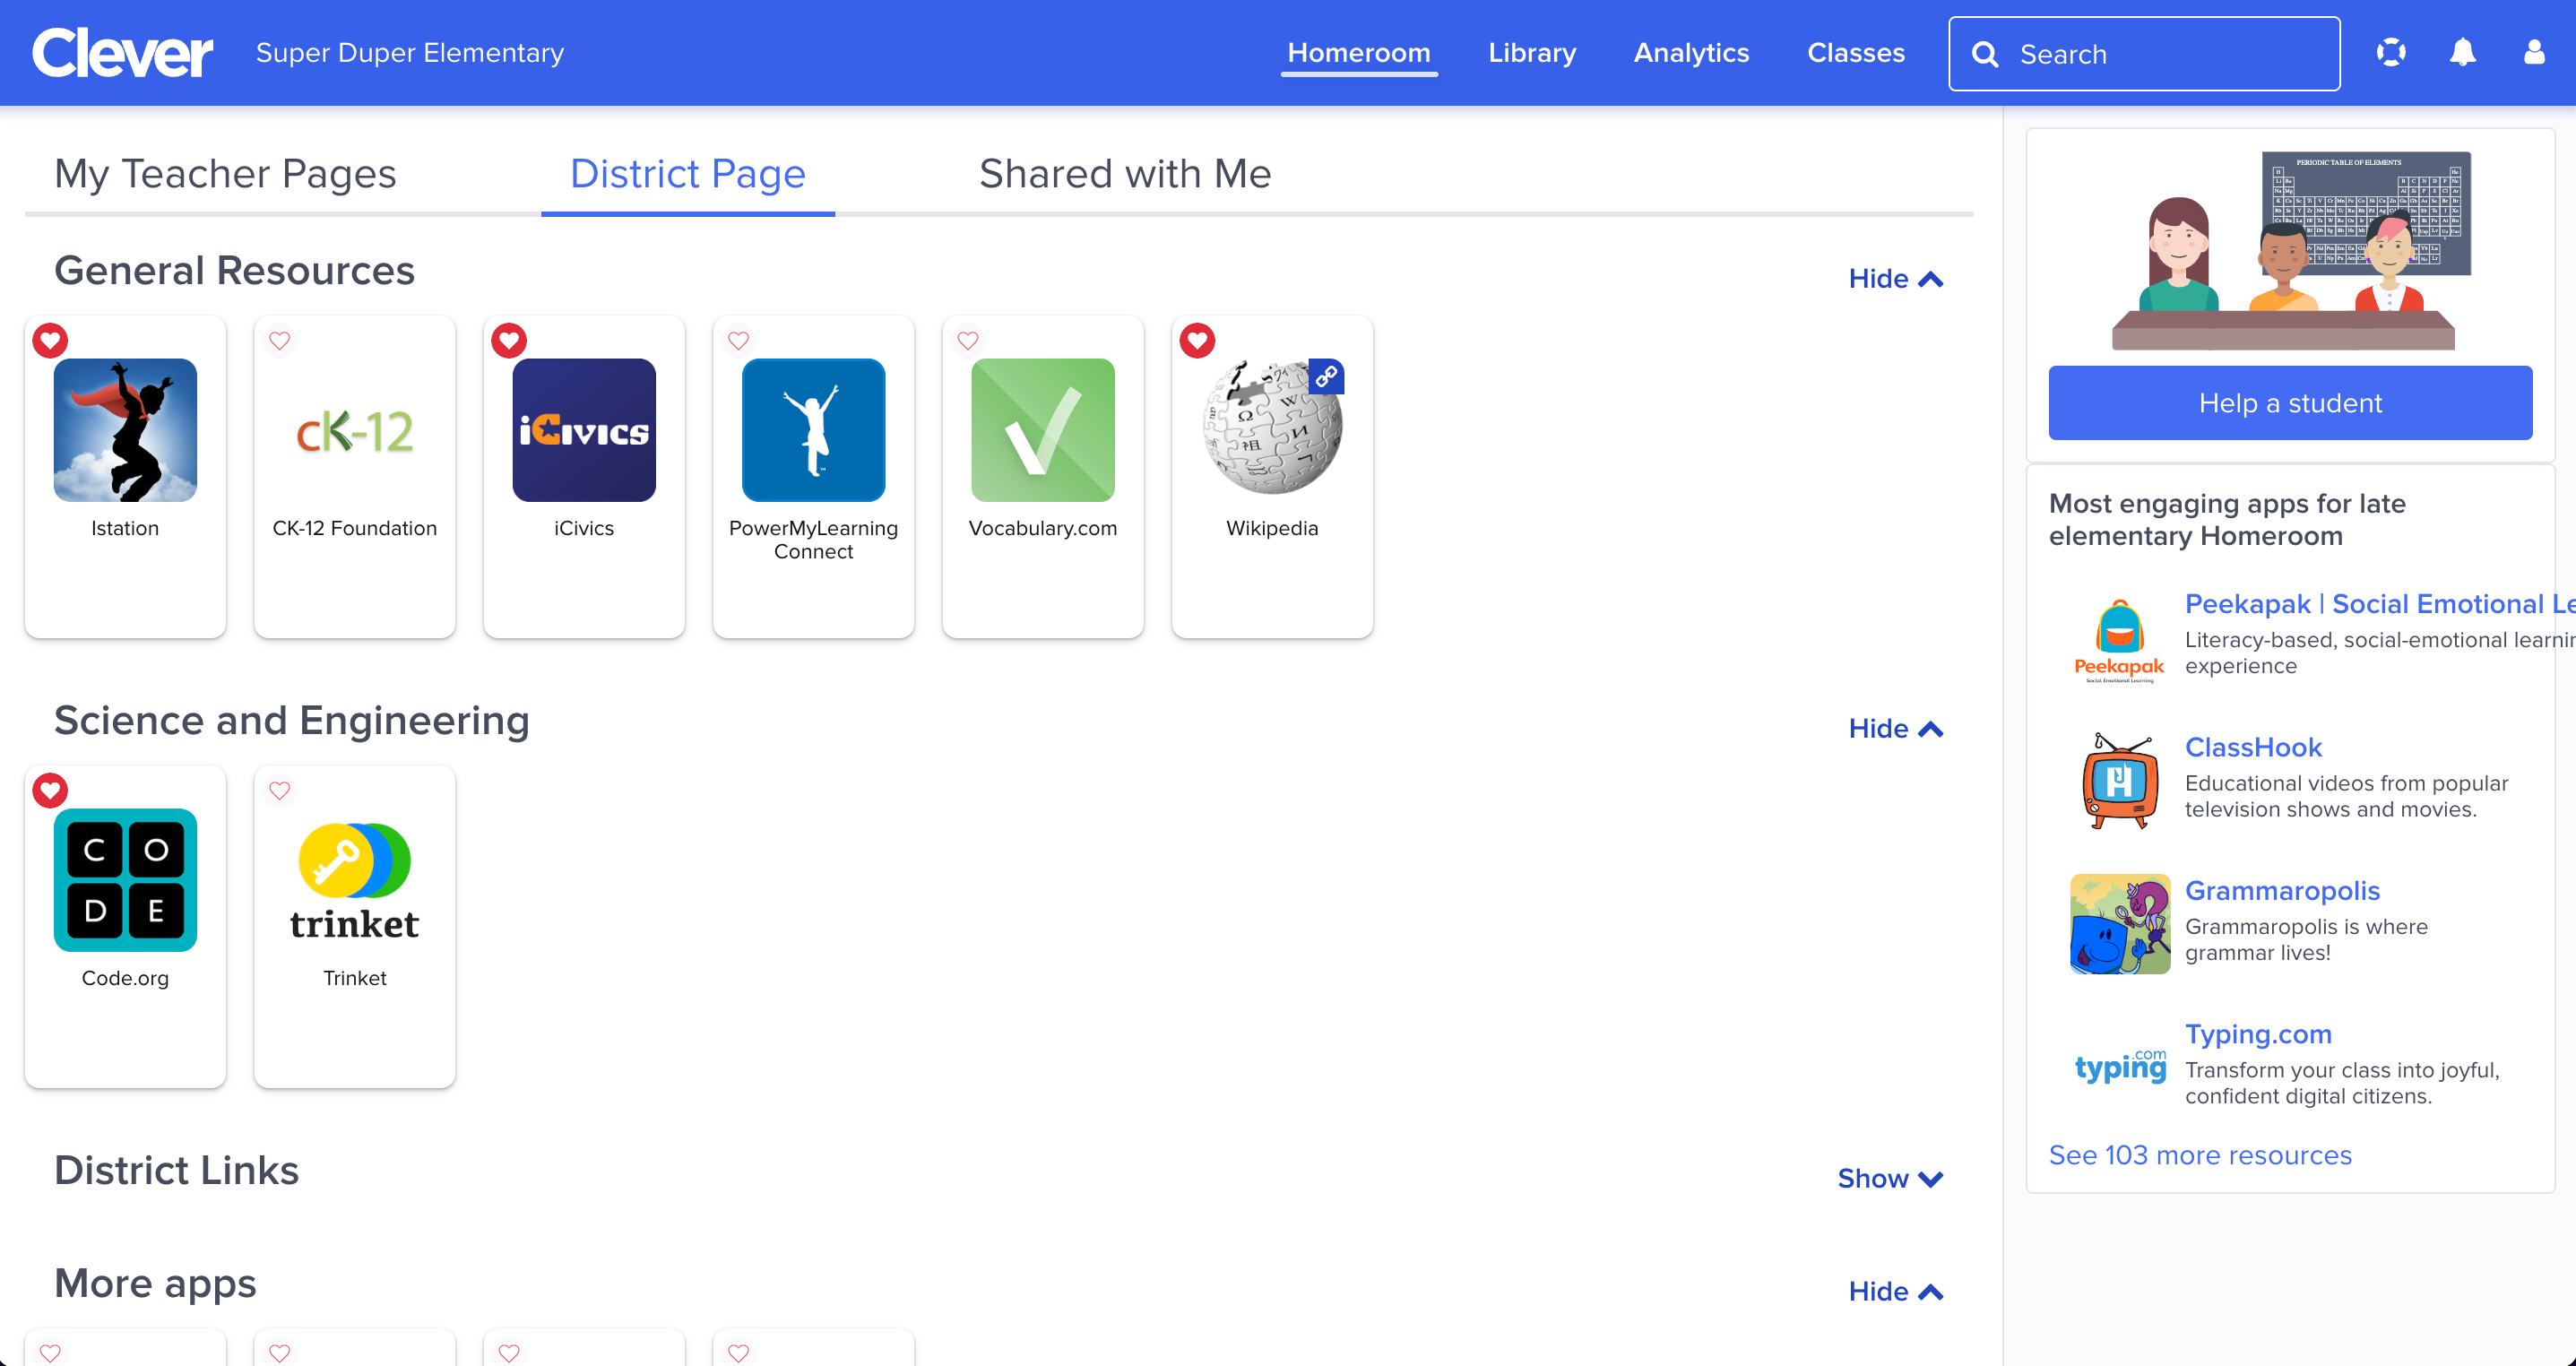 Clever
Super Duper Elementary
Homeroom
Library
Analytics
Classes
Search
My Teacher Pages
District Page
Shared with Me
General Resources
Hide
iCIVICS
cK-12
Istation
CK-12 Foundation
iCivics
PowerMyLearning
Connect
Vocabulary.com
Wikipedia
Science and Engineering
Hide
C O
D E
trinket
Code.org
Trinket
District Links
Show
More apps
Hide
PERIODIC TABLE OF ELEMENTS
Help a student
Most engaging apps for late
elementary Homeroom
Peekapak
Social Emotional Learning
Peekapak | Social Emotional Le
Literacy-based, social-emotional learnin
experience
ClassHook
Educational videos from popular
television shows and movies.
Grammaropolis
Grammaropolis is where
grammar lives!
typing.com
Typing.com
Transform your class into joyful,
confident digital citizens.
See 103 more resources